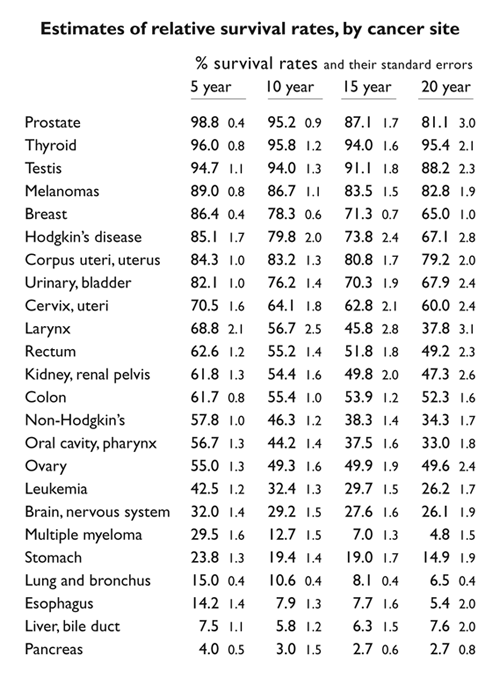 Estimates of relative survival rates, by cancer site
% survival rates and their standard errors
5 year 10 year 15 year 20 year
Prostate 98.8 0.4 95.2 0.9 87.1 1.7 81.1 3.0
Thyroid 96.0 0.8 95.8 1.2 94.0 1.6 95.4 2.1
Testis 94.7 1.1 94.0 1.3 91.1 1.8 88.2 2.3
Melanomas 89.0 0.8 86.7 1.1 83.5 1.5 82.8 1.9
Breast 86.4 0.4 78.3 0.6 71.3 0.7 65.0 1.0
Hodgkin's disease 85.1 1.7 79.8 2.0 73.8 2.4 67.1 2.8
Corpus uteri, uterus 84.3 1.0 83.2 1.3 80.8 1.7 79.2 2.0
Urinary, bladder 82.1 1.0 76.2 1.4 70.3 1.9 67.9 2.4
Cervix, uteri 70.5 1.6 64.1 1.8 62.8 2.1 60.0 2.4
Larynx 68.8 2.1 56.7 2.5 45.8 2.8 37.8 3.1
Rectum 62.6 1.2 55.2 1.4 51.8 1.8 49.2 2.3
Kidney, renal pelvis 61.8 1.3 54.4 1.6 49.8 2.0 47.3 2.6
Colon 61.7 0.8 55.4 1.0 53.9 1.2 52.3 1.6
Non-Hodgkin's 57.8 1.0 46.3 1.2 38.3 1.4 34.3 1.7
Oral cavity, pharynx 56.7 1.3 44.2 1.4 37.5 1.6 33.0 1.8
Ovary 55.0 1.3 49.3 1.6 49.9 1.9 49.6 2.4
Leukemia 42.5 1.2 32.4 1.3 29.7 1.5 26.2 1.7
Brain, nervous system 32.0 1.4 29.2 1.5 27.6 1.6 26.1 1.9
Multiple myeloma 29.5 1.6 12.7 1.5 7.0 1.3 4.8 1.5
Stomach 23.8 1.3 19.4 1.4 19.0 1.7 14.9 1.9
Lung and bronchus 15.0 0.4 10.6 0.4 8.1 0.4 6.5 0.4
Esophagus 14.2 1.4 7.9 1.3 7.7 1.6 5.4 2.0
Liver, bile duct 7.5 1.1 5.8 1.2 6.3 1.5 7.6 2.0
Pancreas 4.0 0.5 3.0 1.5 2.7 0.6 2.7 0.8